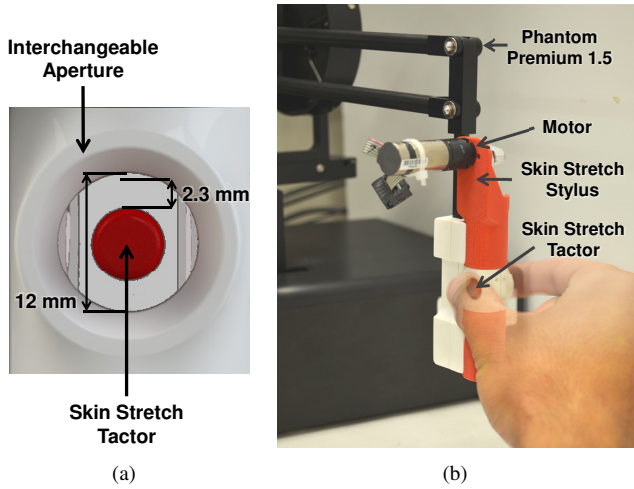 Interchangeable
Aperture
2.3 mm
12 mm
Skin Stretch
Tactor
(a)
Phantom
Premium 1.5
Motor
Skin Stretch
Stylus
Skin Stretch
Tactor
(b)